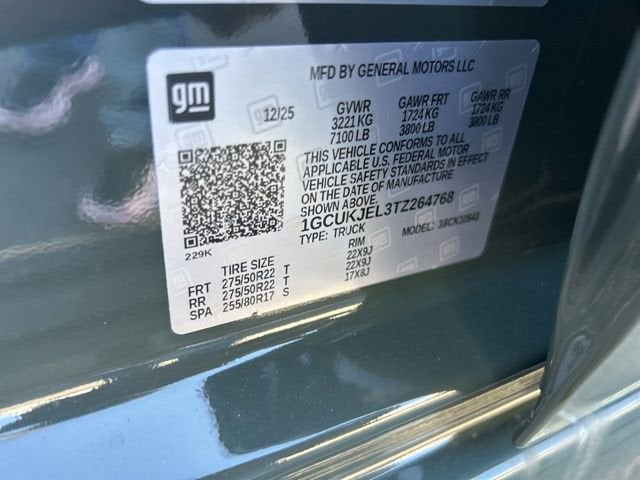 gm
MFD BY GENERAL MOTORS LLC
12/25 GVWR GAWR FRT GAWR RR
3221 KG 1724 KG 1724 KG
7100 LB 3800 LB 3800 LB
THIS VEHICLE CONFORMS TO ALL
APPLICABLE U.S. FEDERAL MOTOR
VEHICLE SAFETY STANDARDS IN EFFECT
ON THE DATE OF MANUFACTURE
SHOWN ABOVE.
1GCUKJEL3TZ264768
TYPE: TRUCK MODEL: 38CK10543
229K
TIRE SIZE RIM
FRT 275/50R22 T 22X9J
RR 275/50R22 T 22X9J
SPA 255/80R17 S 17X8J